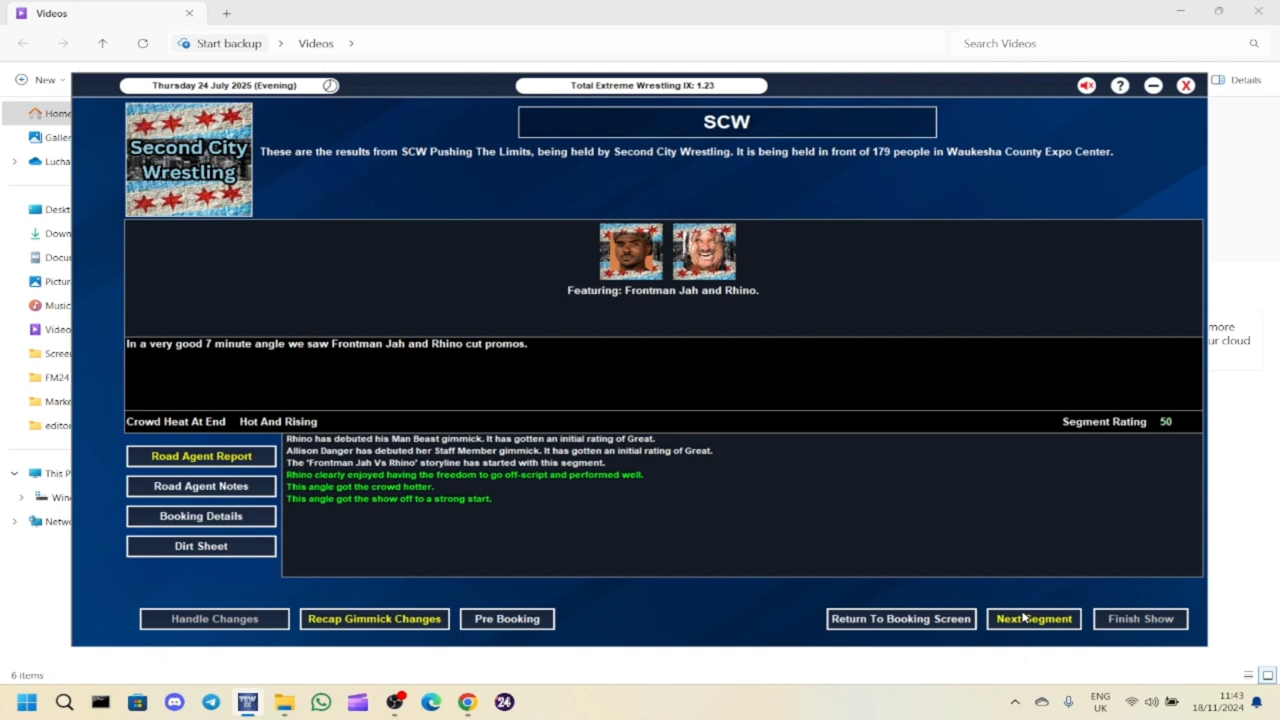 Videos
Start backup
Videos
Search Videos
New
Details
Thursday 24 July 2025 (Evening)
Total Extreme Wrestling IX: 1.23
Home
Galler
Lucha
Deskt
Down
Docu
Pictur
Music
Video
Screen
FM24
Marke
editor
This P
Wind
Netwo
more
ur cloud
Second City
Wrestling
SCW
These are the results from SCW Pushing The Limits, being held by Second City Wrestling. It is being held in front of 179 people in Waukesha County Expo Center.
Featuring: Frontman Jah and Rhino.
In a very good 7 minute angle we saw Frontman Jah and Rhino cut promos.
Crowd Heat At End Hot And Rising
Segment Rating 50
Road Agent Report
Road Agent Notes
Booking Details
Dirt Sheet
Rhino has debuted his Man Beast gimmick. It has gotten an initial rating of Great.
Allison Danger has debuted her Staff Member gimmick. It has gotten an initial rating of Great.
The 'Frontman Jah Vs Rhino' storyline has started with this segment.
Rhino clearly enjoyed having the freedom to go off-script and performed well.
This angle got the crowd hotter.
This angle got the show off to a strong start.
Handle Changes
Recap Gimmick Changes
Pre Booking
Return To Booking Screen
Next Segment
Finish Show
6 items
24
ENG
UK
11:43
18/11/2024